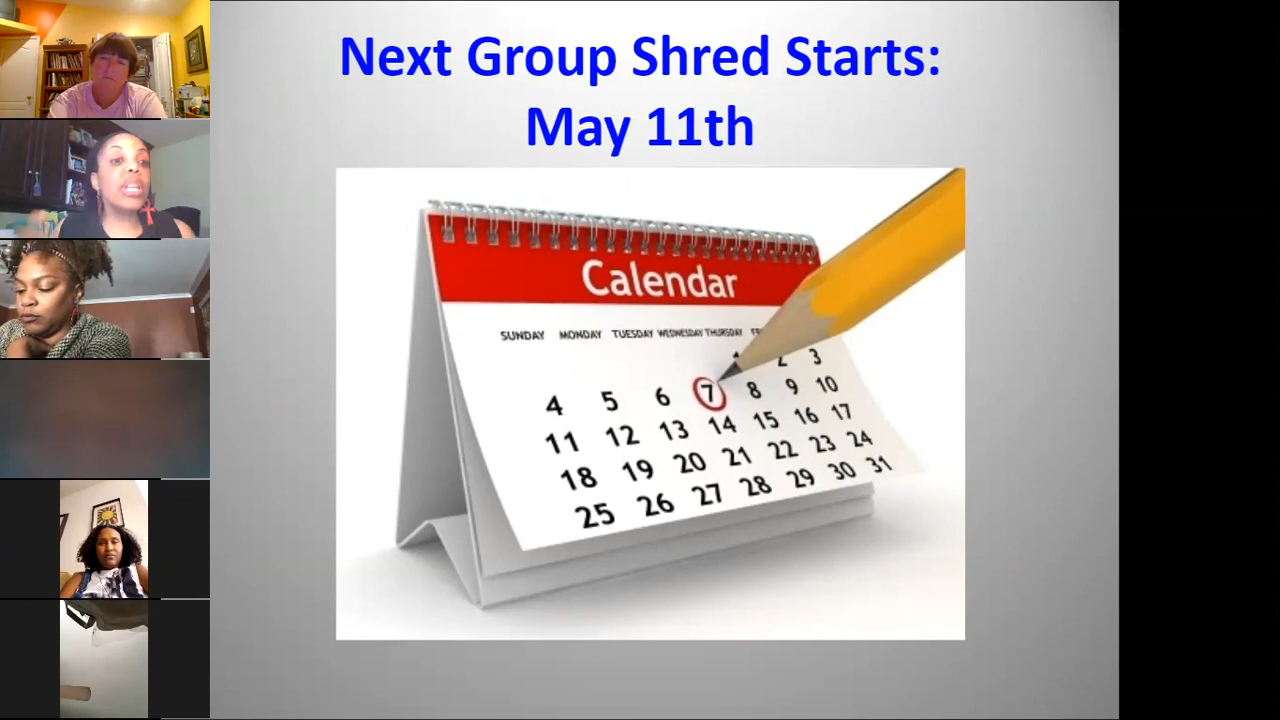 Next Group Shred Starts:
May 11th
Calendar
SUNDAY MONDAY TUESDAY WEDNESDAY THURSDAY
1 2 3
4 5 6 7 8 9 10
11 12 13 14 15 16 17
18 19 20 21 22 23 24
25 26 27 28 29 30 31